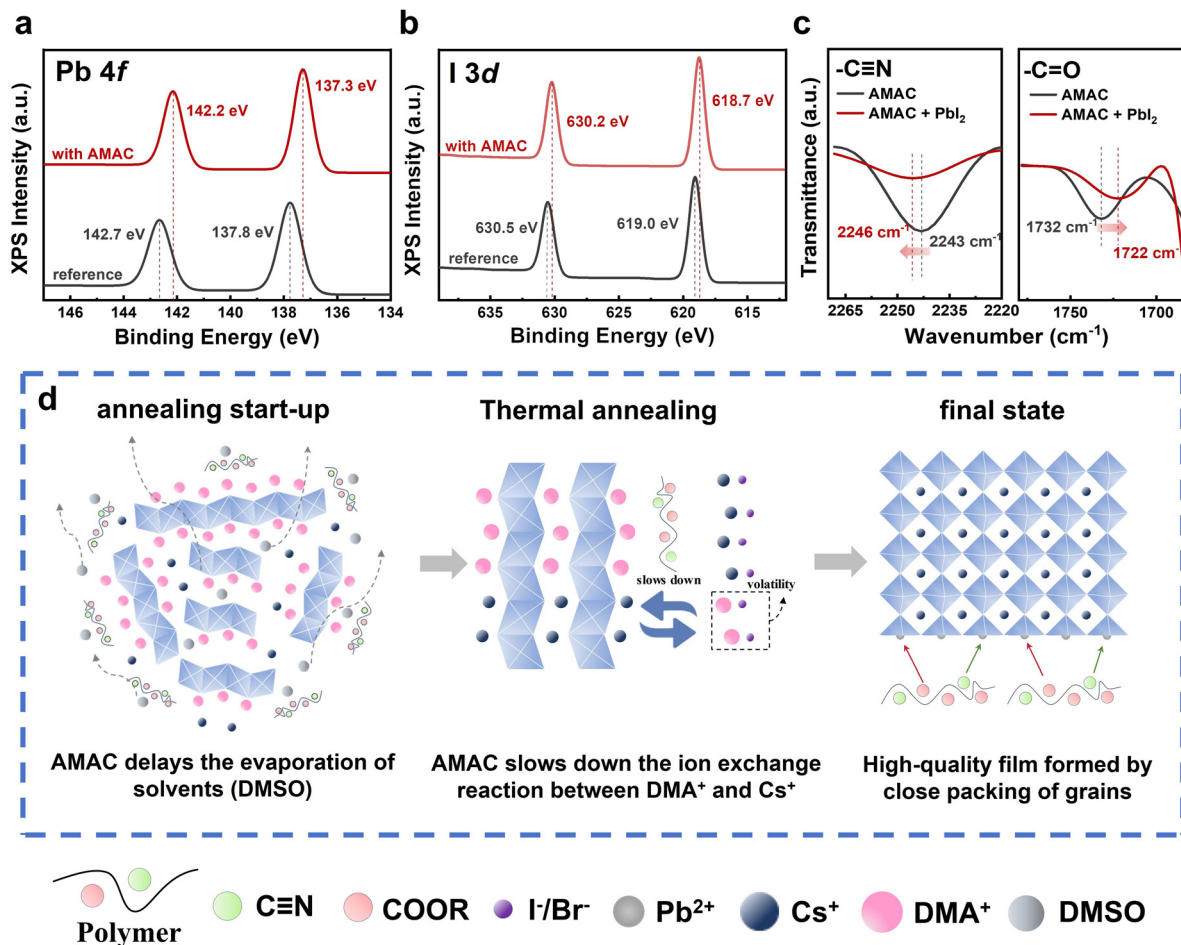 a
Pb 4f
XPS Intensity (a.u.)
137.3 eV
142.2 eV
with AMAC
142.7 eV
137.8 eV
reference
146 144 142 140 138 136 134
Binding Energy (eV)
b
I 3d
XPS Intensity (a.u.)
618.7 eV
630.2 eV
with AMAC
630.5 eV
619.0 eV
reference
635 630 625 620 615
Binding Energy (eV)
c
Transmittance (a.u.)
-C≡N
AMAC
AMAC + PbI₂
2246 cm⁻¹
2243 cm⁻¹
2265 2250 2235 2220
-C=O
AMAC
AMAC + PbI₂
1732 cm⁻¹
1722 cm⁻¹
1750 1700
Wavenumber (cm⁻¹)
d
annealing start-up
Thermal annealing
final state
slows down
volatility
AMAC delays the evaporation of
solvents (DMSO)
AMAC slows down the ion exchange
reaction between DMA⁺ and Cs⁺
High-quality film formed by
close packing of grains
Polymer
C≡N
COOR
I⁻/Br⁻
Pb²⁺
Cs⁺
DMA⁺
DMSO